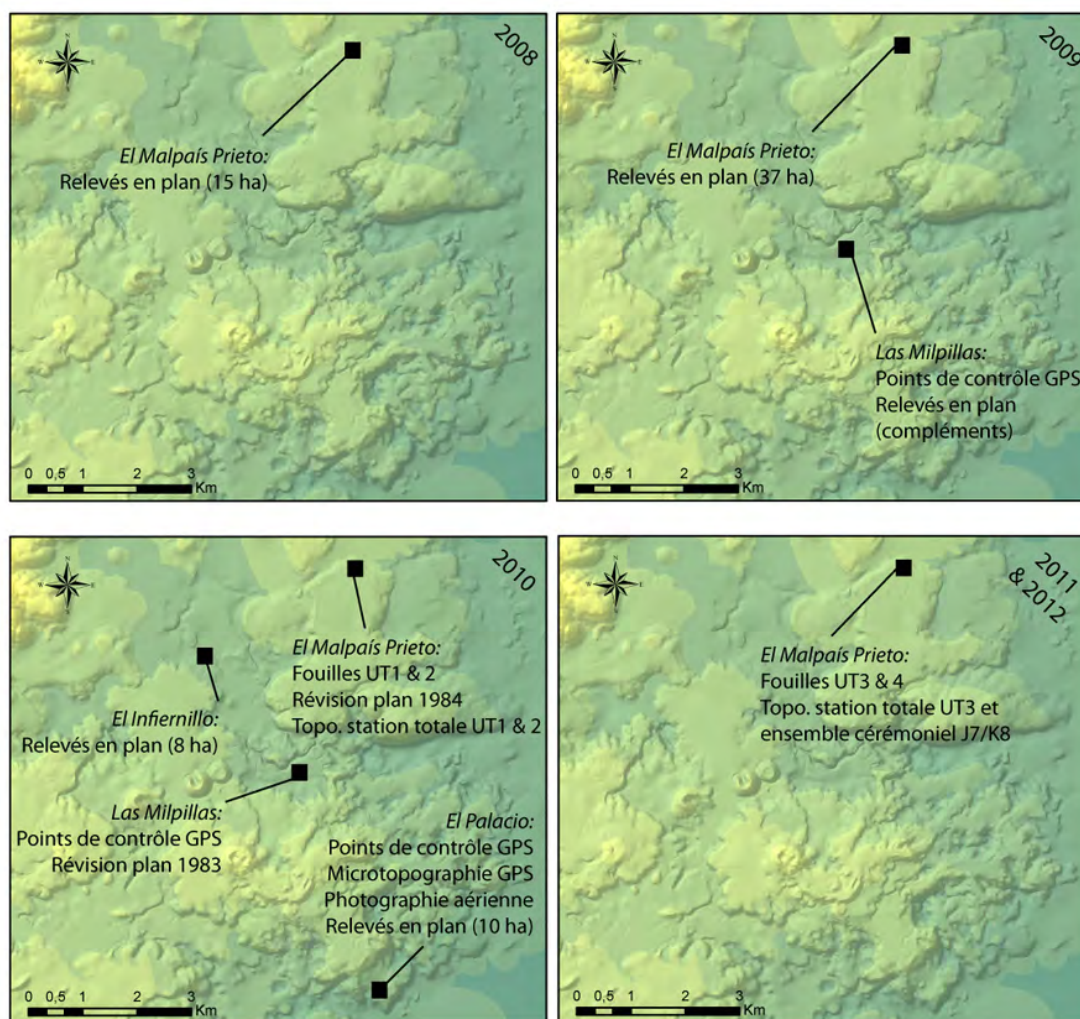 2008
N
W E
S
El Malpaís Prieto:
Relevés en plan (15 ha)
0 0,5 1 2 3
Km
2009
N
W E
S
El Malpaís Prieto:
Relevés en plan (37 ha)
Las Milpillas:
Points de contrôle GPS
Relevés en plan
(compléments)
0 0,5 1 2 3
Km
2010
N
W E
S
El Malpaís Prieto:
Fouilles UT1 & 2
Révision plan 1984
Topo. station totale UT1 & 2
El Infiernillo:
Relevés en plan (8 ha)
Las Milpillas:
Points de contrôle GPS
Révision plan 1983
El Palacio:
Points de contrôle GPS
Microtopographie GPS
Photographie aérienne
Relevés en plan (10 ha)
0 0,5 1 2 3
Km
2011
& 2012
N
W E
S
El Malpaís Prieto:
Fouilles UT3 & 4
Topo. station totale UT3 et
ensemble cérémoniel J7/K8
0 0,5 1 2 3
Km